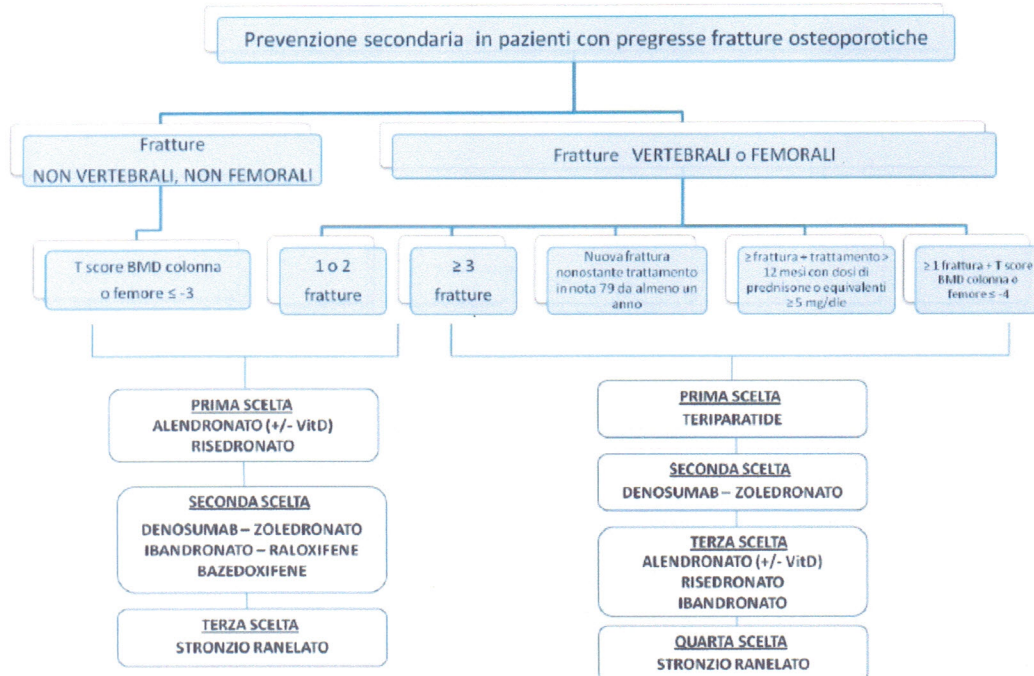 Prevenzione secondaria in pazienti con pregresse fratture osteoporotiche
Fratture
NON VERTEBRALI, NON FEMORALI
Fratture VERTEBRALI o FEMORALI
T score BMD colonna
o femore ≤ -3
1 o 2
fratture
≥ 3
fratture
Nuova frattura
nonostante trattamento
in nota 79 da almeno un
anno
≥ frattura + trattamento >
12 mesi con dosi di
prednisone o equivalenti
≥ 5 mg/die
≥ 1 frattura + T score
BMD colonna o
femore ≤ -4
PRIMA SCELTA
ALENDRONATO (+/- VitD)
RISEDRONATO
SECONDA SCELTA
DENOSUMAB – ZOLEDRONATO
IBANDRONATO – RALOXIFENE
BAZEDOXIFENE
TERZA SCELTA
STRONZIO RANELATO
PRIMA SCELTA
TERIPARATIDE
SECONDA SCELTA
DENOSUMAB – ZOLEDRONATO
TERZA SCELTA
ALENDRONATO (+/- VitD)
RISEDRONATO
IBANDRONATO
QUARTA SCELTA
STRONZIO RANELATO